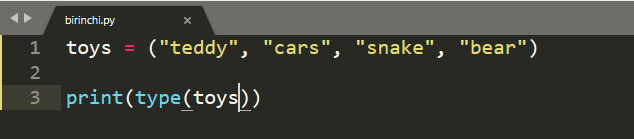 birinchi.py ×
1 toys = ("teddy", "cars", "snake", "bear")
2
3 print(type(toys))